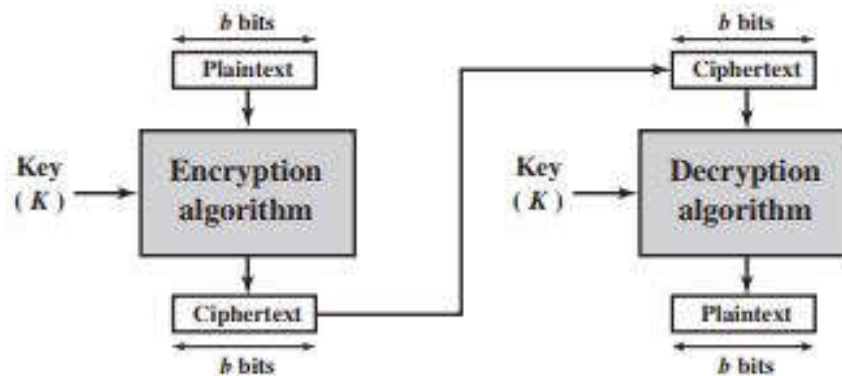 b bits
Plaintext
Key
( K )
Encryption
algorithm
Ciphertext
b bits
b bits
Ciphertext
Key
( K )
Decryption
algorithm
Plaintext
b bits